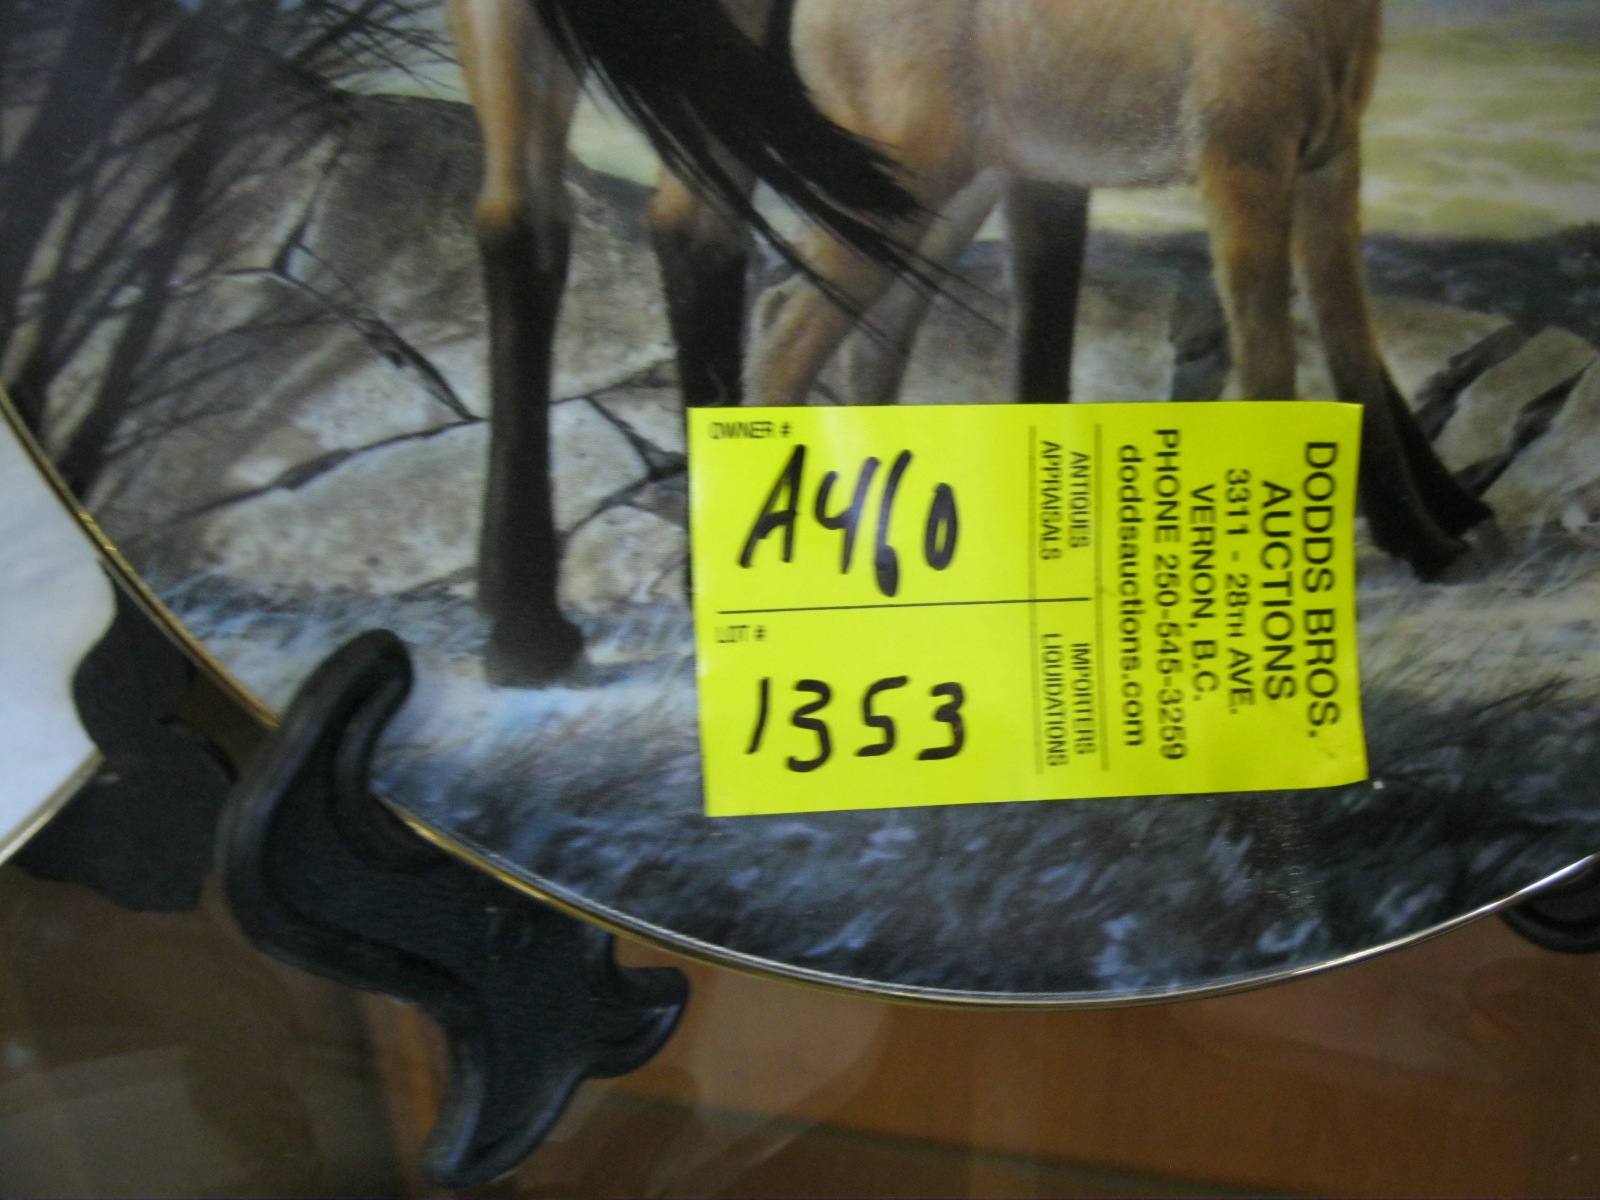 OWNER #
A460
LOT #
1353
ANTIQUES
APPRAISALS
IMPORTERS
LIQUIDATIONS
DODDS BROS.
AUCTIONS
3311 - 28TH AVE.
VERNON, B.C.
PHONE 250-545-3259
doddsauctions.com